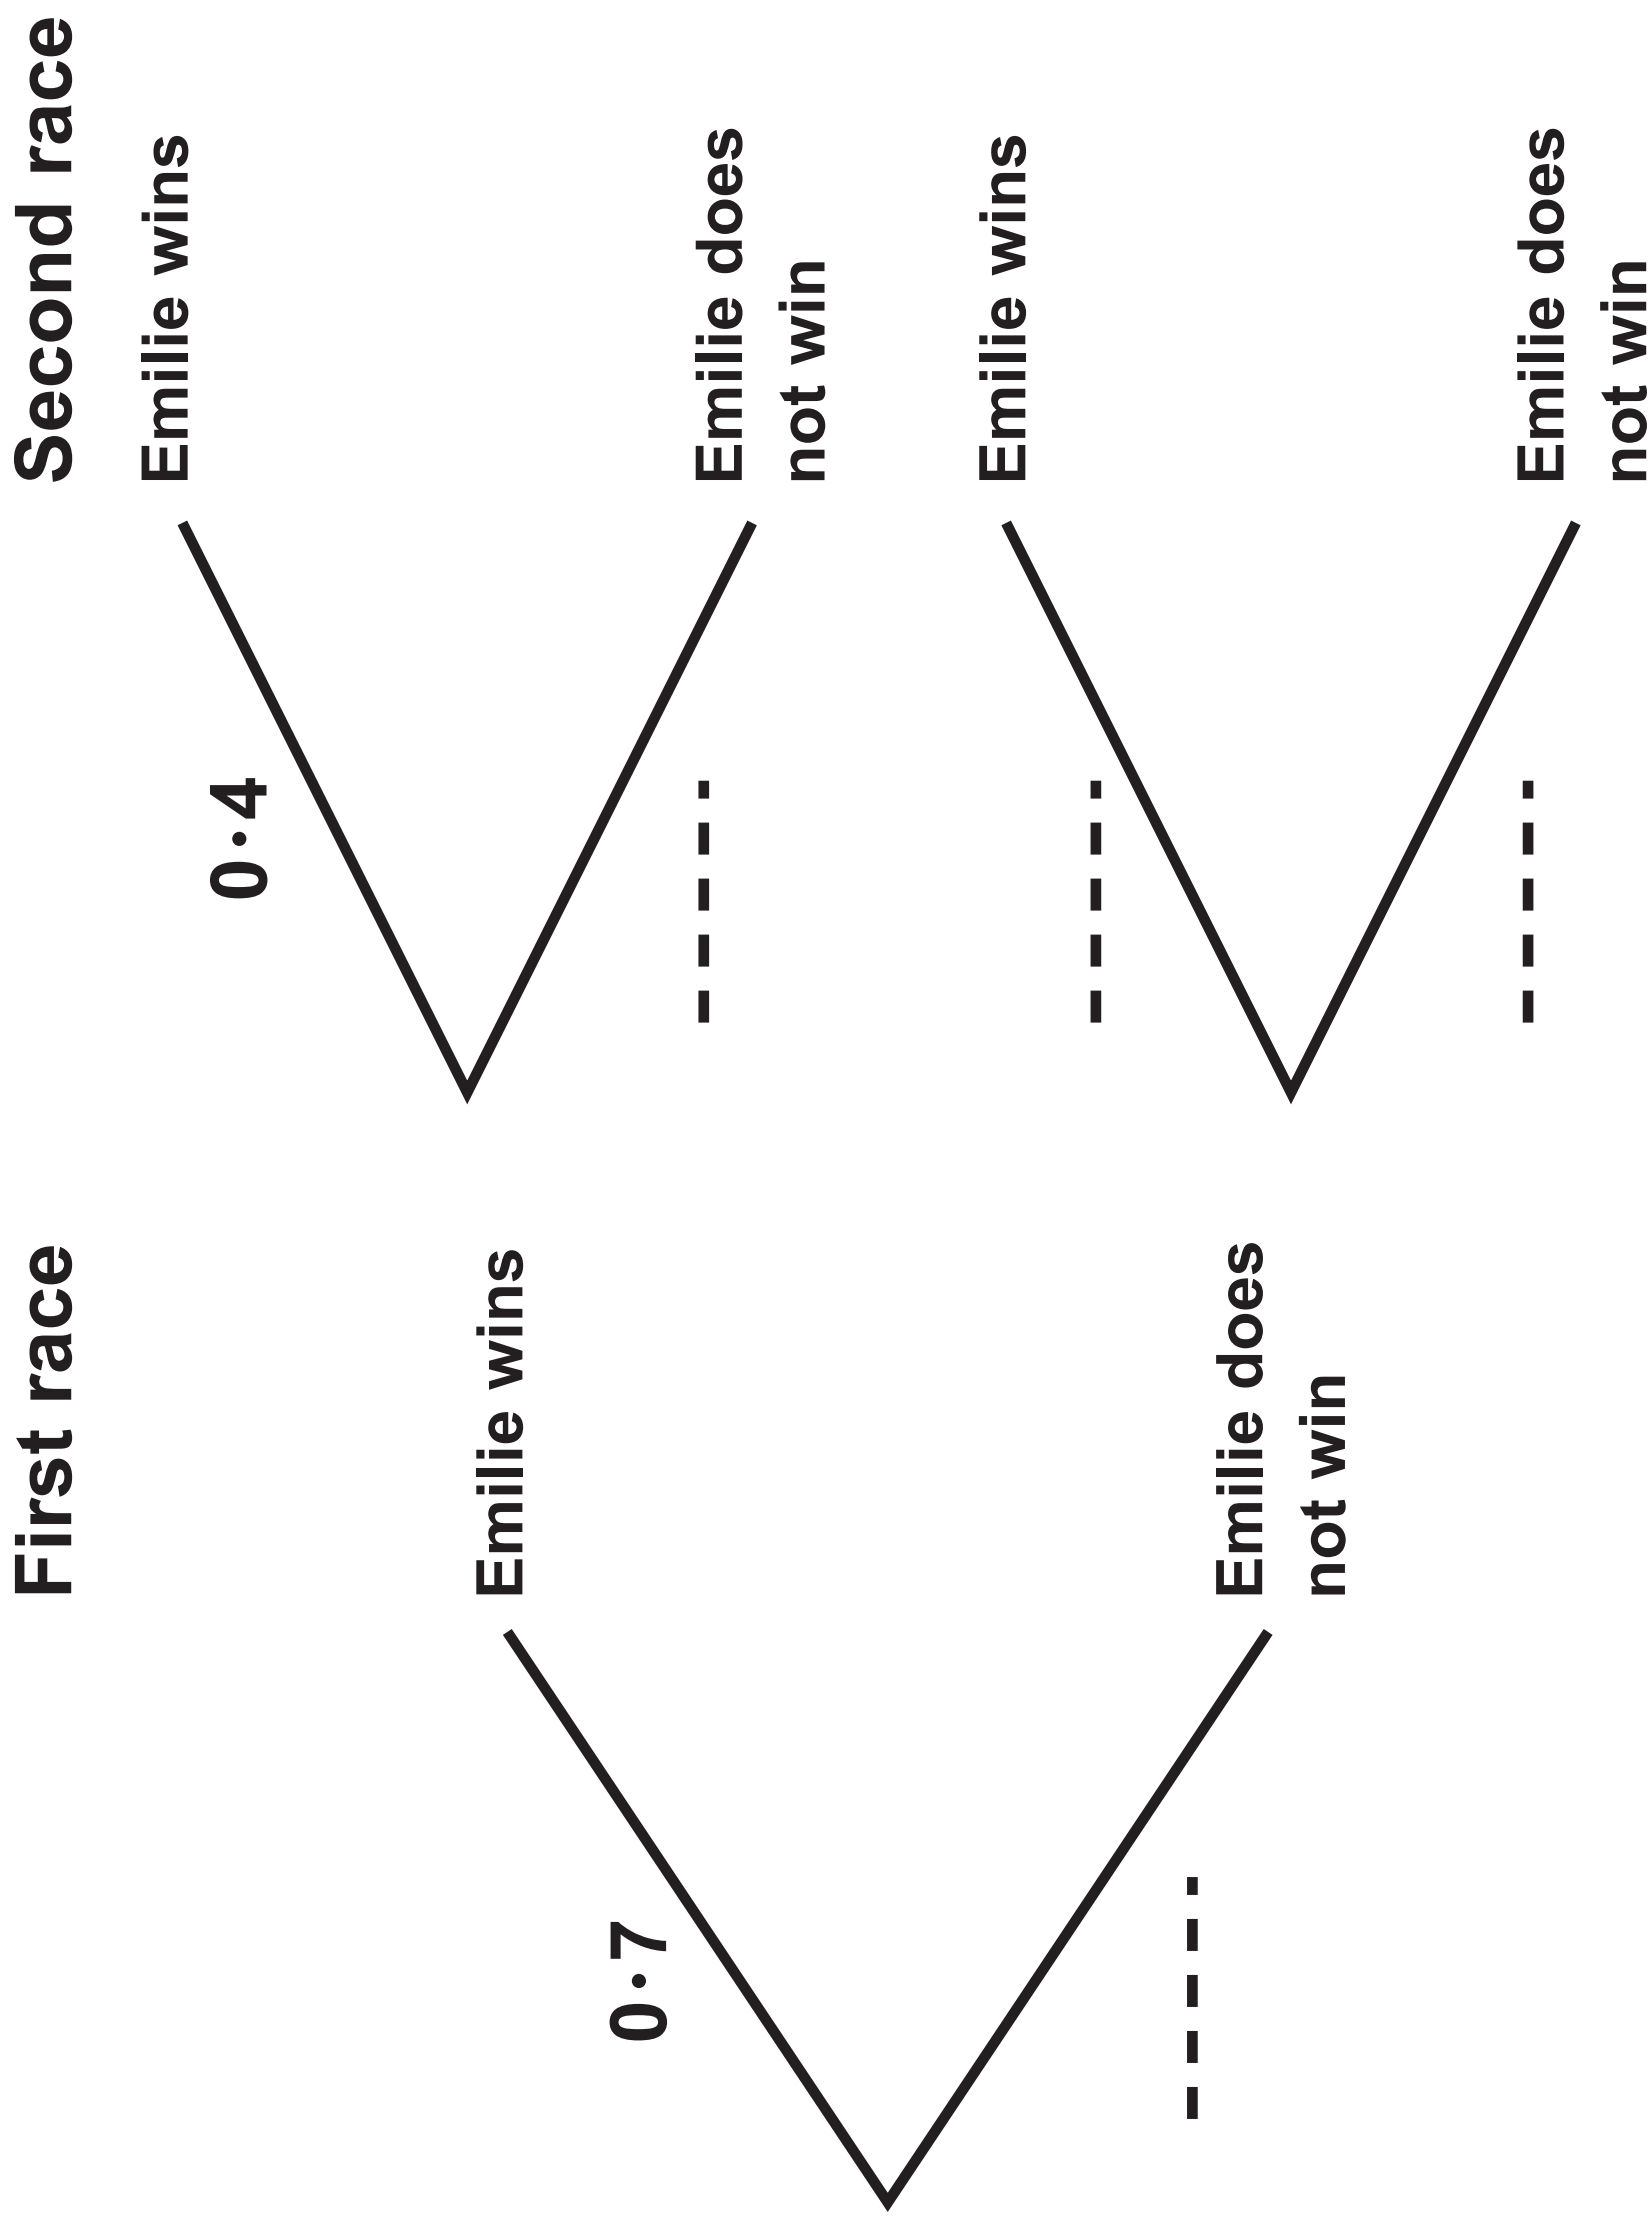 First race
Second race
Emilie wins
0·4
0·7
Emilie wins
Emilie does
not win
Emilie wins
Emilie does
not win
Emilie does
not win